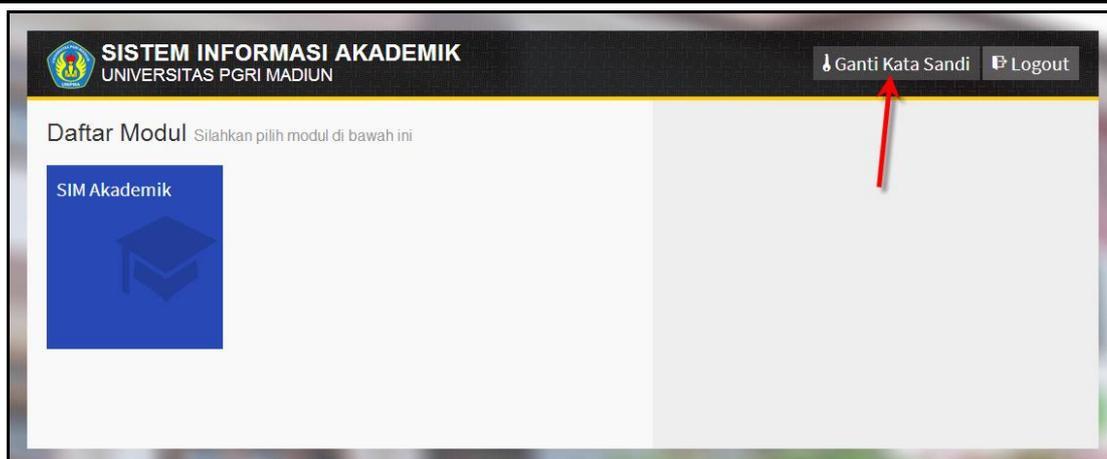 SISTEM INFORMASI AKADEMIK
UNIVERSITAS PGRI MADIUN
Ganti Kata Sandi
Logout
Daftar Modul Silahkan pilih modul di bawah ini
SIM Akademik